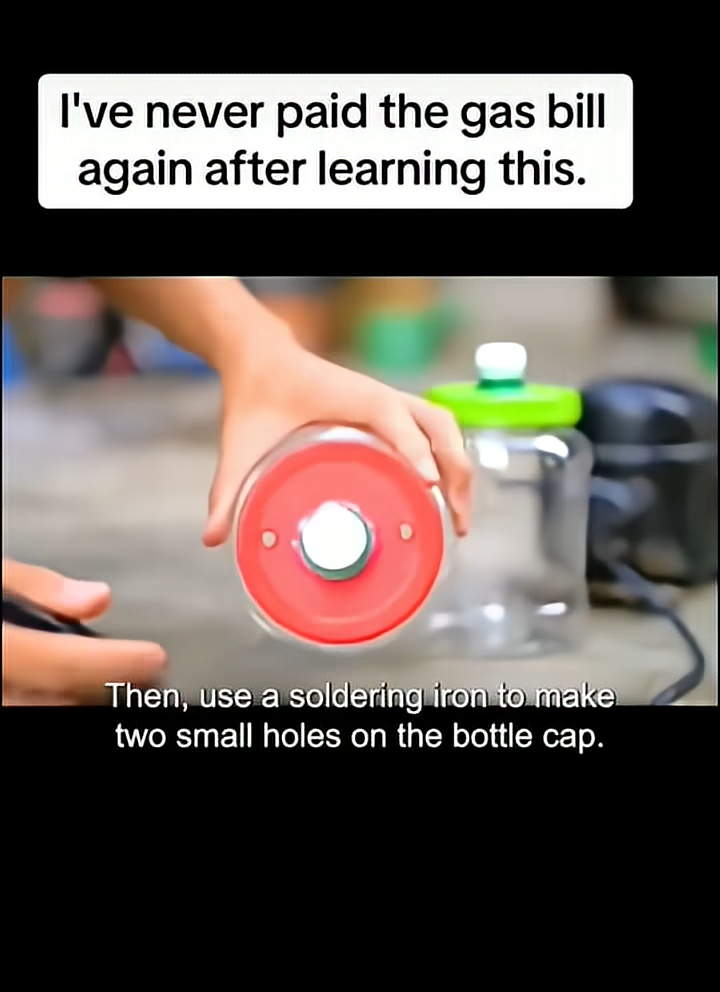 I've never paid the gas bill
again after learning this.
Then, use a soldering iron to make
two small holes on the bottle cap.